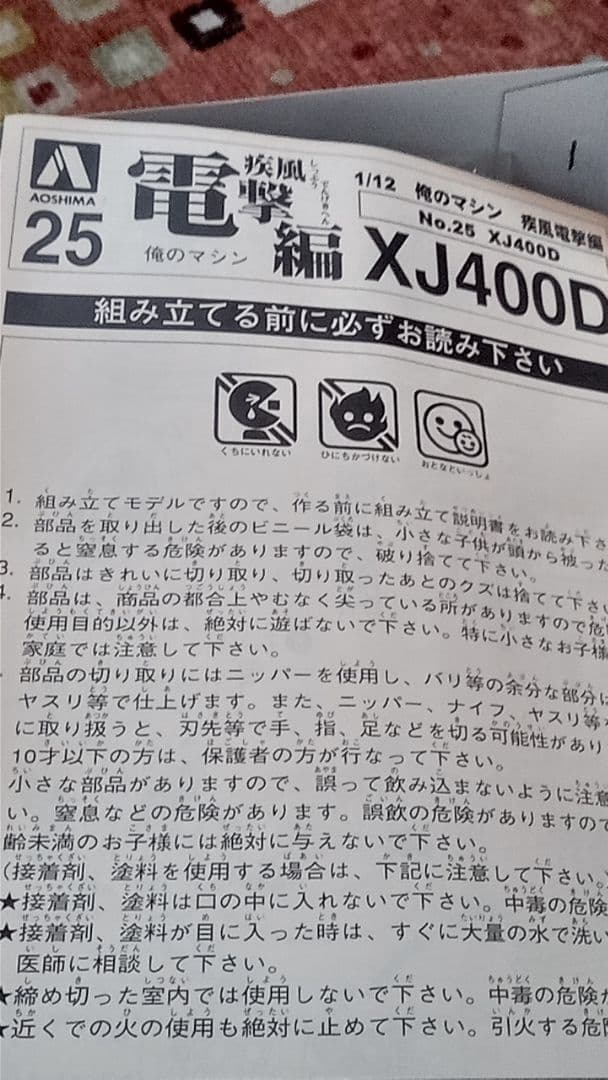 AOSHIMA
25
疾風
しっぷう
電撃編
でんげきへん
俺のマシン
1/12 俺のマシン 疾風電撃編
No.25 XJ400D
XJ400D
組み立てる前に必ずお読み下さい
くちにいれない
ひにちかづけない
おとなといっしょ
1. 組み立てモデルですので、作る前に組み立て説明書をお読み下さ
2. 部品を取り出した後のビニール袋は、小さな子供が頭から被った
ると窒息する危険がありますので、破り捨てて下さい。
3. 部品はきれいに切り取り、切り取ったあとのクズは捨てて下さ
4. 部品は、商品の都合上やむなく尖っている所がありますので危
使用目的以外は、絶対に遊ばないで下さい。特に小さなお子様
家庭では注意して下さい。
部品の切り取りにはニッパーを使用し、バリ等の余分な部分は
ヤスリ等で仕上げます。また、ニッパー、ナイフ、ヤスリ等
に取り扱うと、刃先等で手、指、足などを切る可能性があり
10才以下の方は、保護者の方が行なって下さい。
小さな部品がありますので、誤って飲み込まないように注意
い。窒息などの危険があります。誤飲の危険がありますので
齢未満のお子様には絶対に与えないで下さい。
(接着剤、塗料を使用する場合は、下記に注意して下さい。
★接着剤、塗料は口の中に入れないで下さい。中毒の危険
★接着剤、塗料が目に入った時は、すぐに大量の水で洗い
医師に相談して下さい。
★締め切った室内では使用しないで下さい。中毒の危険が
★近くでの火の使用も絶対に止めて下さい。引火する危険